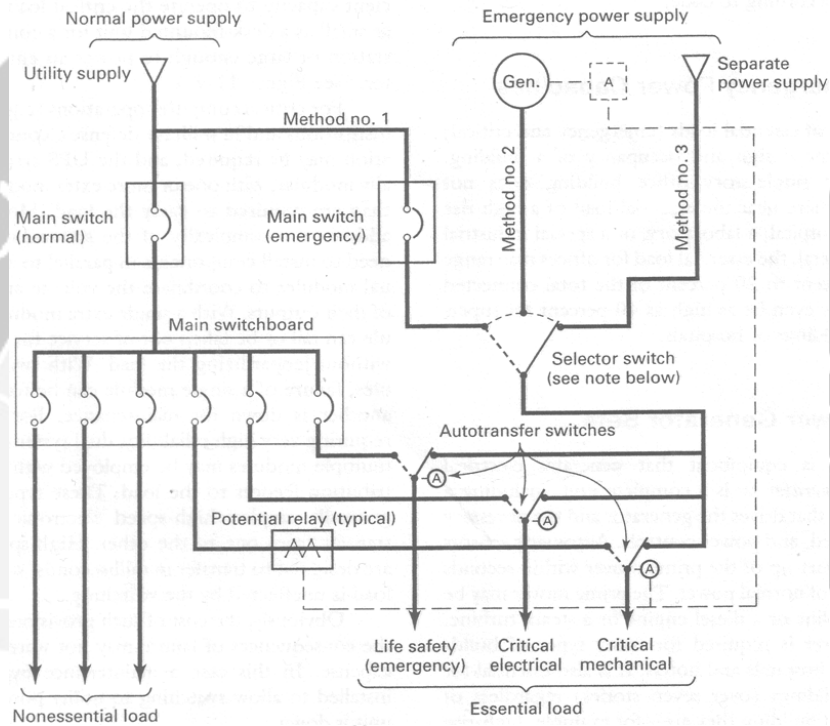 Normal power supply
Emergency power supply
Utility supply
Gen.
A
Separate
power supply
Method no. 1
Method no. 2
Method no. 3
Main switch
(normal)
Main switch
(emergency)
Main switchboard
Selector switch
(see note below)
Autotransfer switches
A
A
A
Potential relay (typical)
Life safety
(emergency)
Critical
electrical
Critical
mechanical
Nonessential load
Essential load